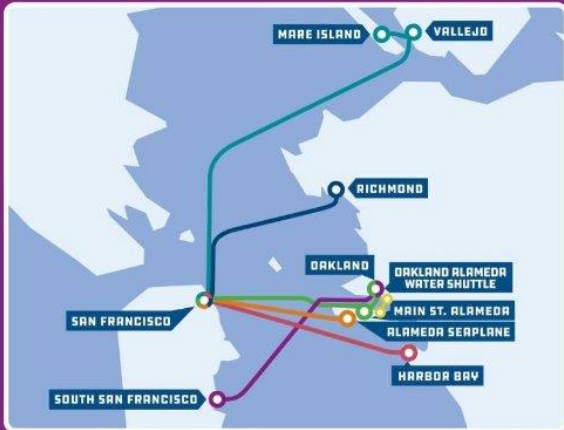 MARE ISLAND
VALLEJO
RICHMOND
OAKLAND
OAKLAND ALAMEDA
WATER SHUTTLE
MAIN ST. ALAMEDA
SAN FRANCISCO
ALAMEDA SEAPLANE
HARBOR BAY
SOUTH SAN FRANCISCO